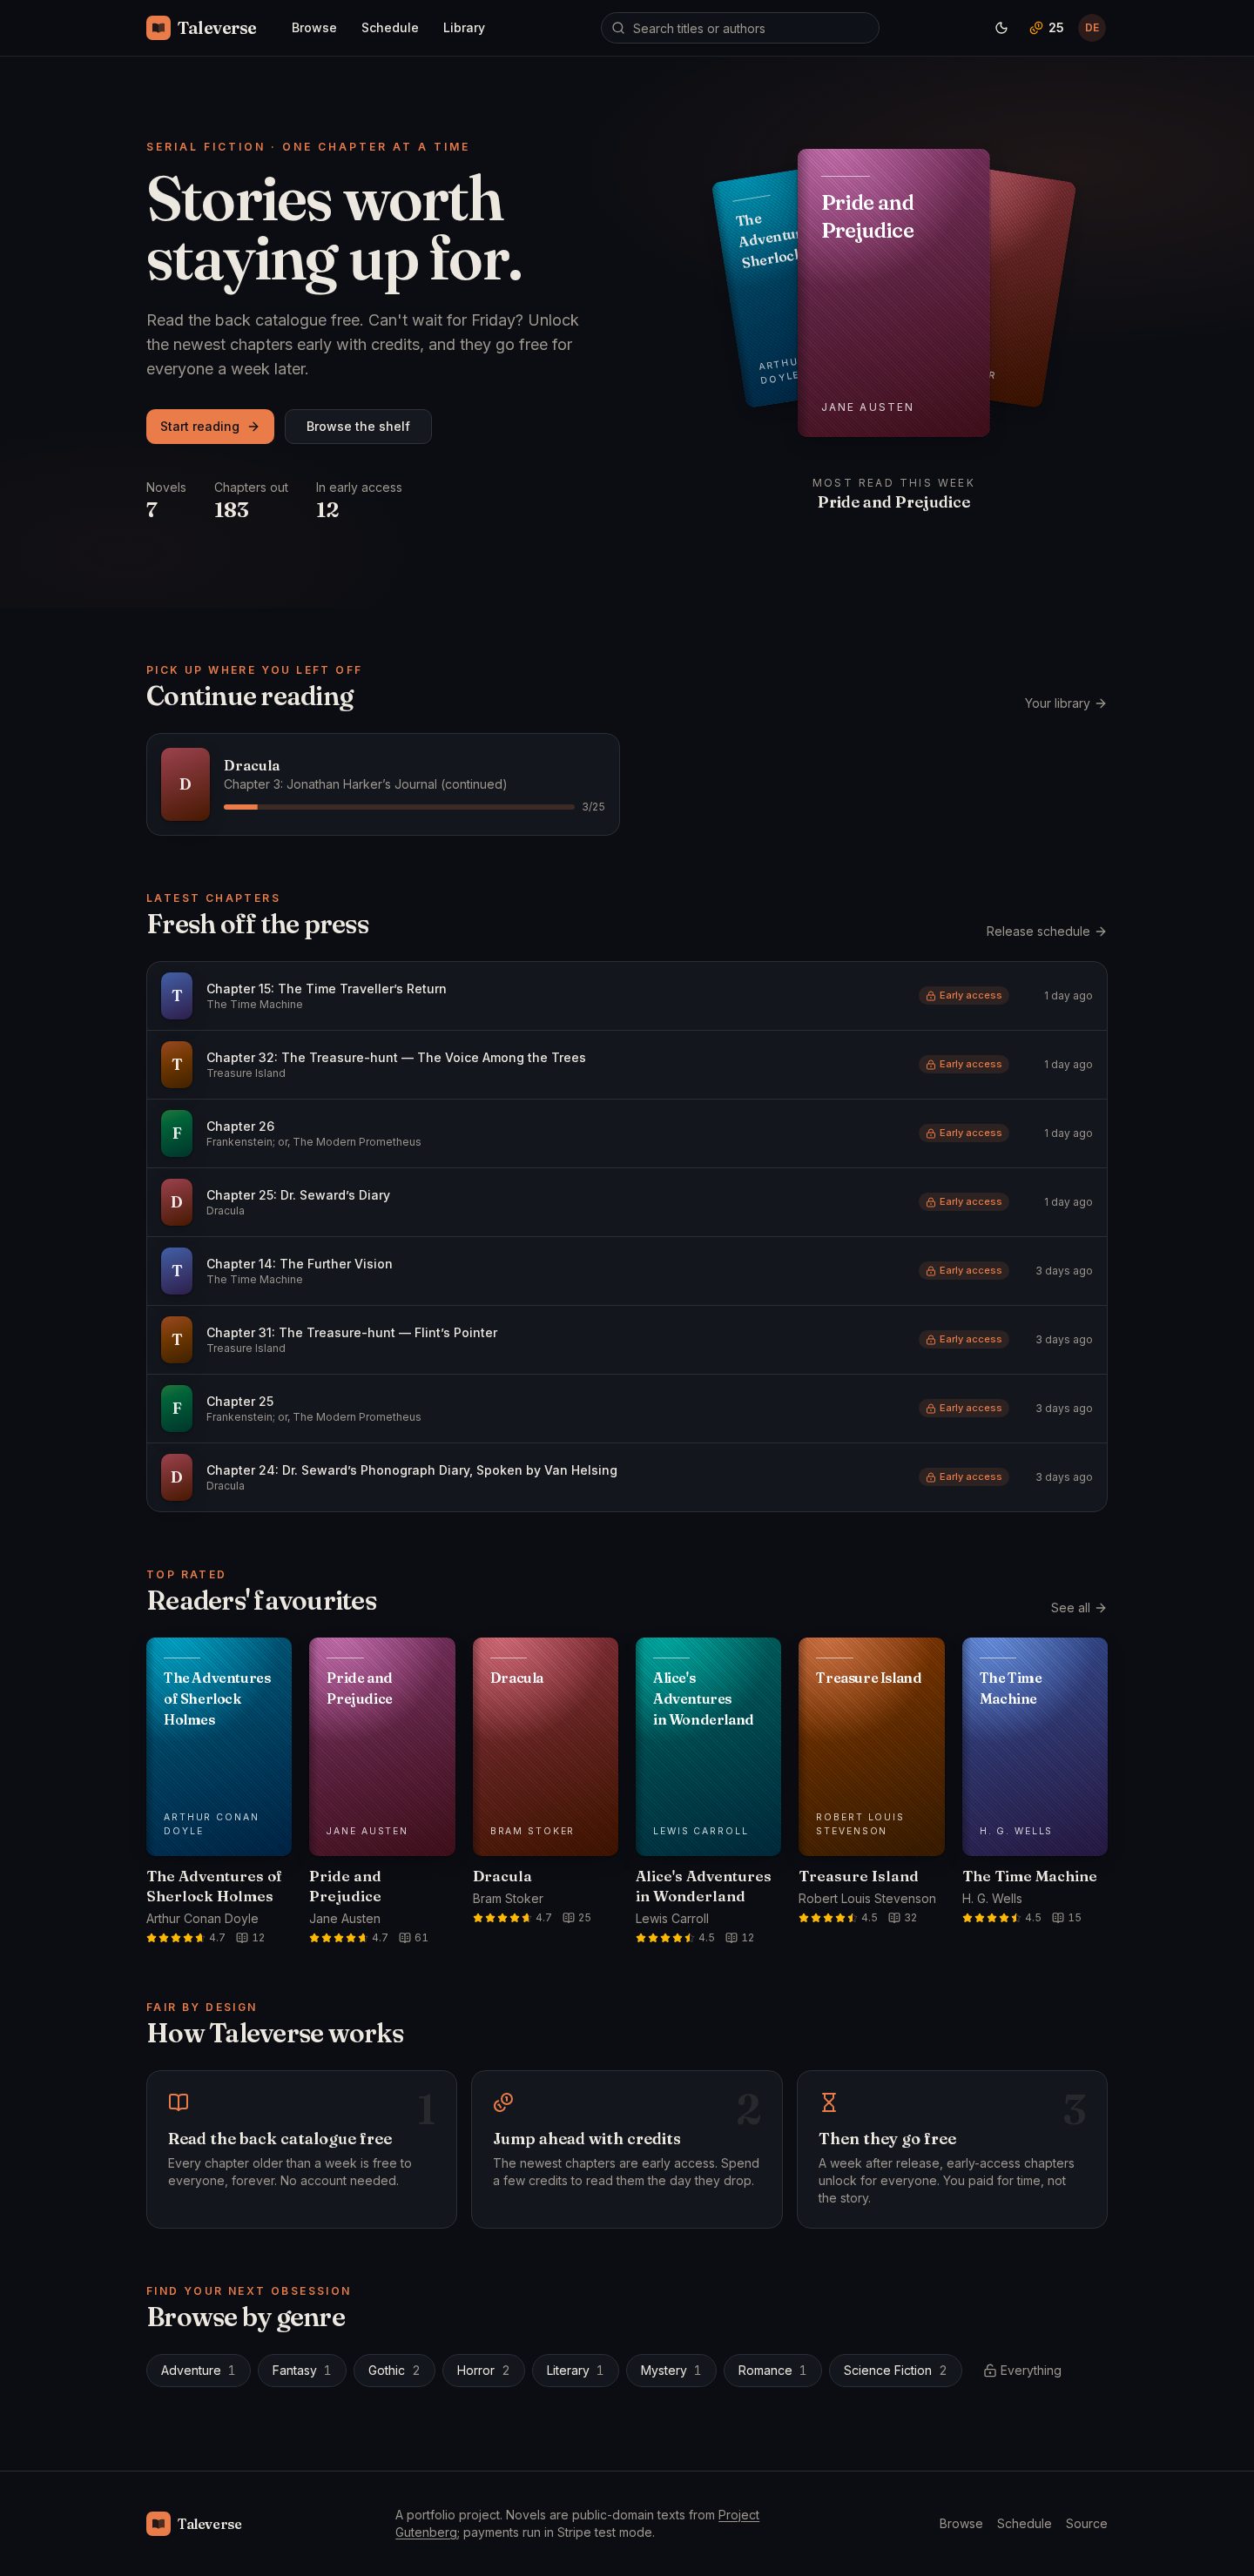 Taleverse
Browse
Schedule
Library
Search titles or authors
25
DE
SERIAL FICTION · ONE CHAPTER AT A TIME
Stories worth
staying up for.
Read the back catalogue free. Can't wait for Friday? Unlock
the newest chapters early with credits, and they go free for
everyone a week later.
Start reading
Browse the shelf
Novels
7
Chapters out
183
In early access
12
The
Sherlock
DOYLE
Pride and
Prejudice
JANE AUSTEN
MOST READ THIS WEEK
Pride and Prejudice
PICK UP WHERE YOU LEFT OFF
Continue reading
Your library
D
Dracula
Chapter 3: Jonathan Harker’s Journal (continued)
3/25
LATEST CHAPTERS
Fresh off the press
Release schedule
T
Chapter 15: The Time Traveller’s Return
The Time Machine
Early access
1 day ago
T
Chapter 32: The Treasure-hunt — The Voice Among the Trees
Treasure Island
Early access
1 day ago
F
Chapter 26
Frankenstein; or, The Modern Prometheus
Early access
1 day ago
D
Chapter 25: Dr. Seward’s Diary
Dracula
Early access
1 day ago
T
Chapter 14: The Further Vision
The Time Machine
Early access
3 days ago
T
Chapter 31: The Treasure-hunt — Flint’s Pointer
Treasure Island
Early access
3 days ago
F
Chapter 25
Frankenstein; or, The Modern Prometheus
Early access
3 days ago
D
Chapter 24: Dr. Seward’s Phonograph Diary, Spoken by Van Helsing
Dracula
Early access
3 days ago
TOP RATED
Readers' favourites
See all
The Adventures
of Sherlock
Holmes
ARTHUR CONAN
DOYLE
The Adventures of
Sherlock Holmes
Arthur Conan Doyle
4.7
12
Pride and
Prejudice
JANE AUSTEN
Pride and
Prejudice
Jane Austen
4.7
61
Dracula
BRAM STOKER
Dracula
Bram Stoker
4.7
25
Alice's
Adventures
in Wonderland
LEWIS CARROLL
Alice's Adventures
in Wonderland
Lewis Carroll
4.5
12
Treasure Island
ROBERT LOUIS
STEVENSON
Treasure Island
Robert Louis Stevenson
4.5
32
The Time
Machine
H. G. WELLS
The Time Machine
H. G. Wells
4.5
15
FAIR BY DESIGN
How Taleverse works
1
Read the back catalogue free
Every chapter older than a week is free to
everyone, forever. No account needed.
2
Jump ahead with credits
The newest chapters are early access. Spend
a few credits to read them the day they drop.
3
Then they go free
A week after release, early-access chapters
unlock for everyone. You paid for time, not
the story.
FIND YOUR NEXT OBSESSION
Browse by genre
Adventure 1
Fantasy 1
Gothic 2
Horror 2
Literary 1
Mystery 1
Romance 1
Science Fiction 2
Everything
Taleverse
A portfolio project. Novels are public-domain texts from Project
Gutenberg; payments run in Stripe test mode.
Browse
Schedule
Source